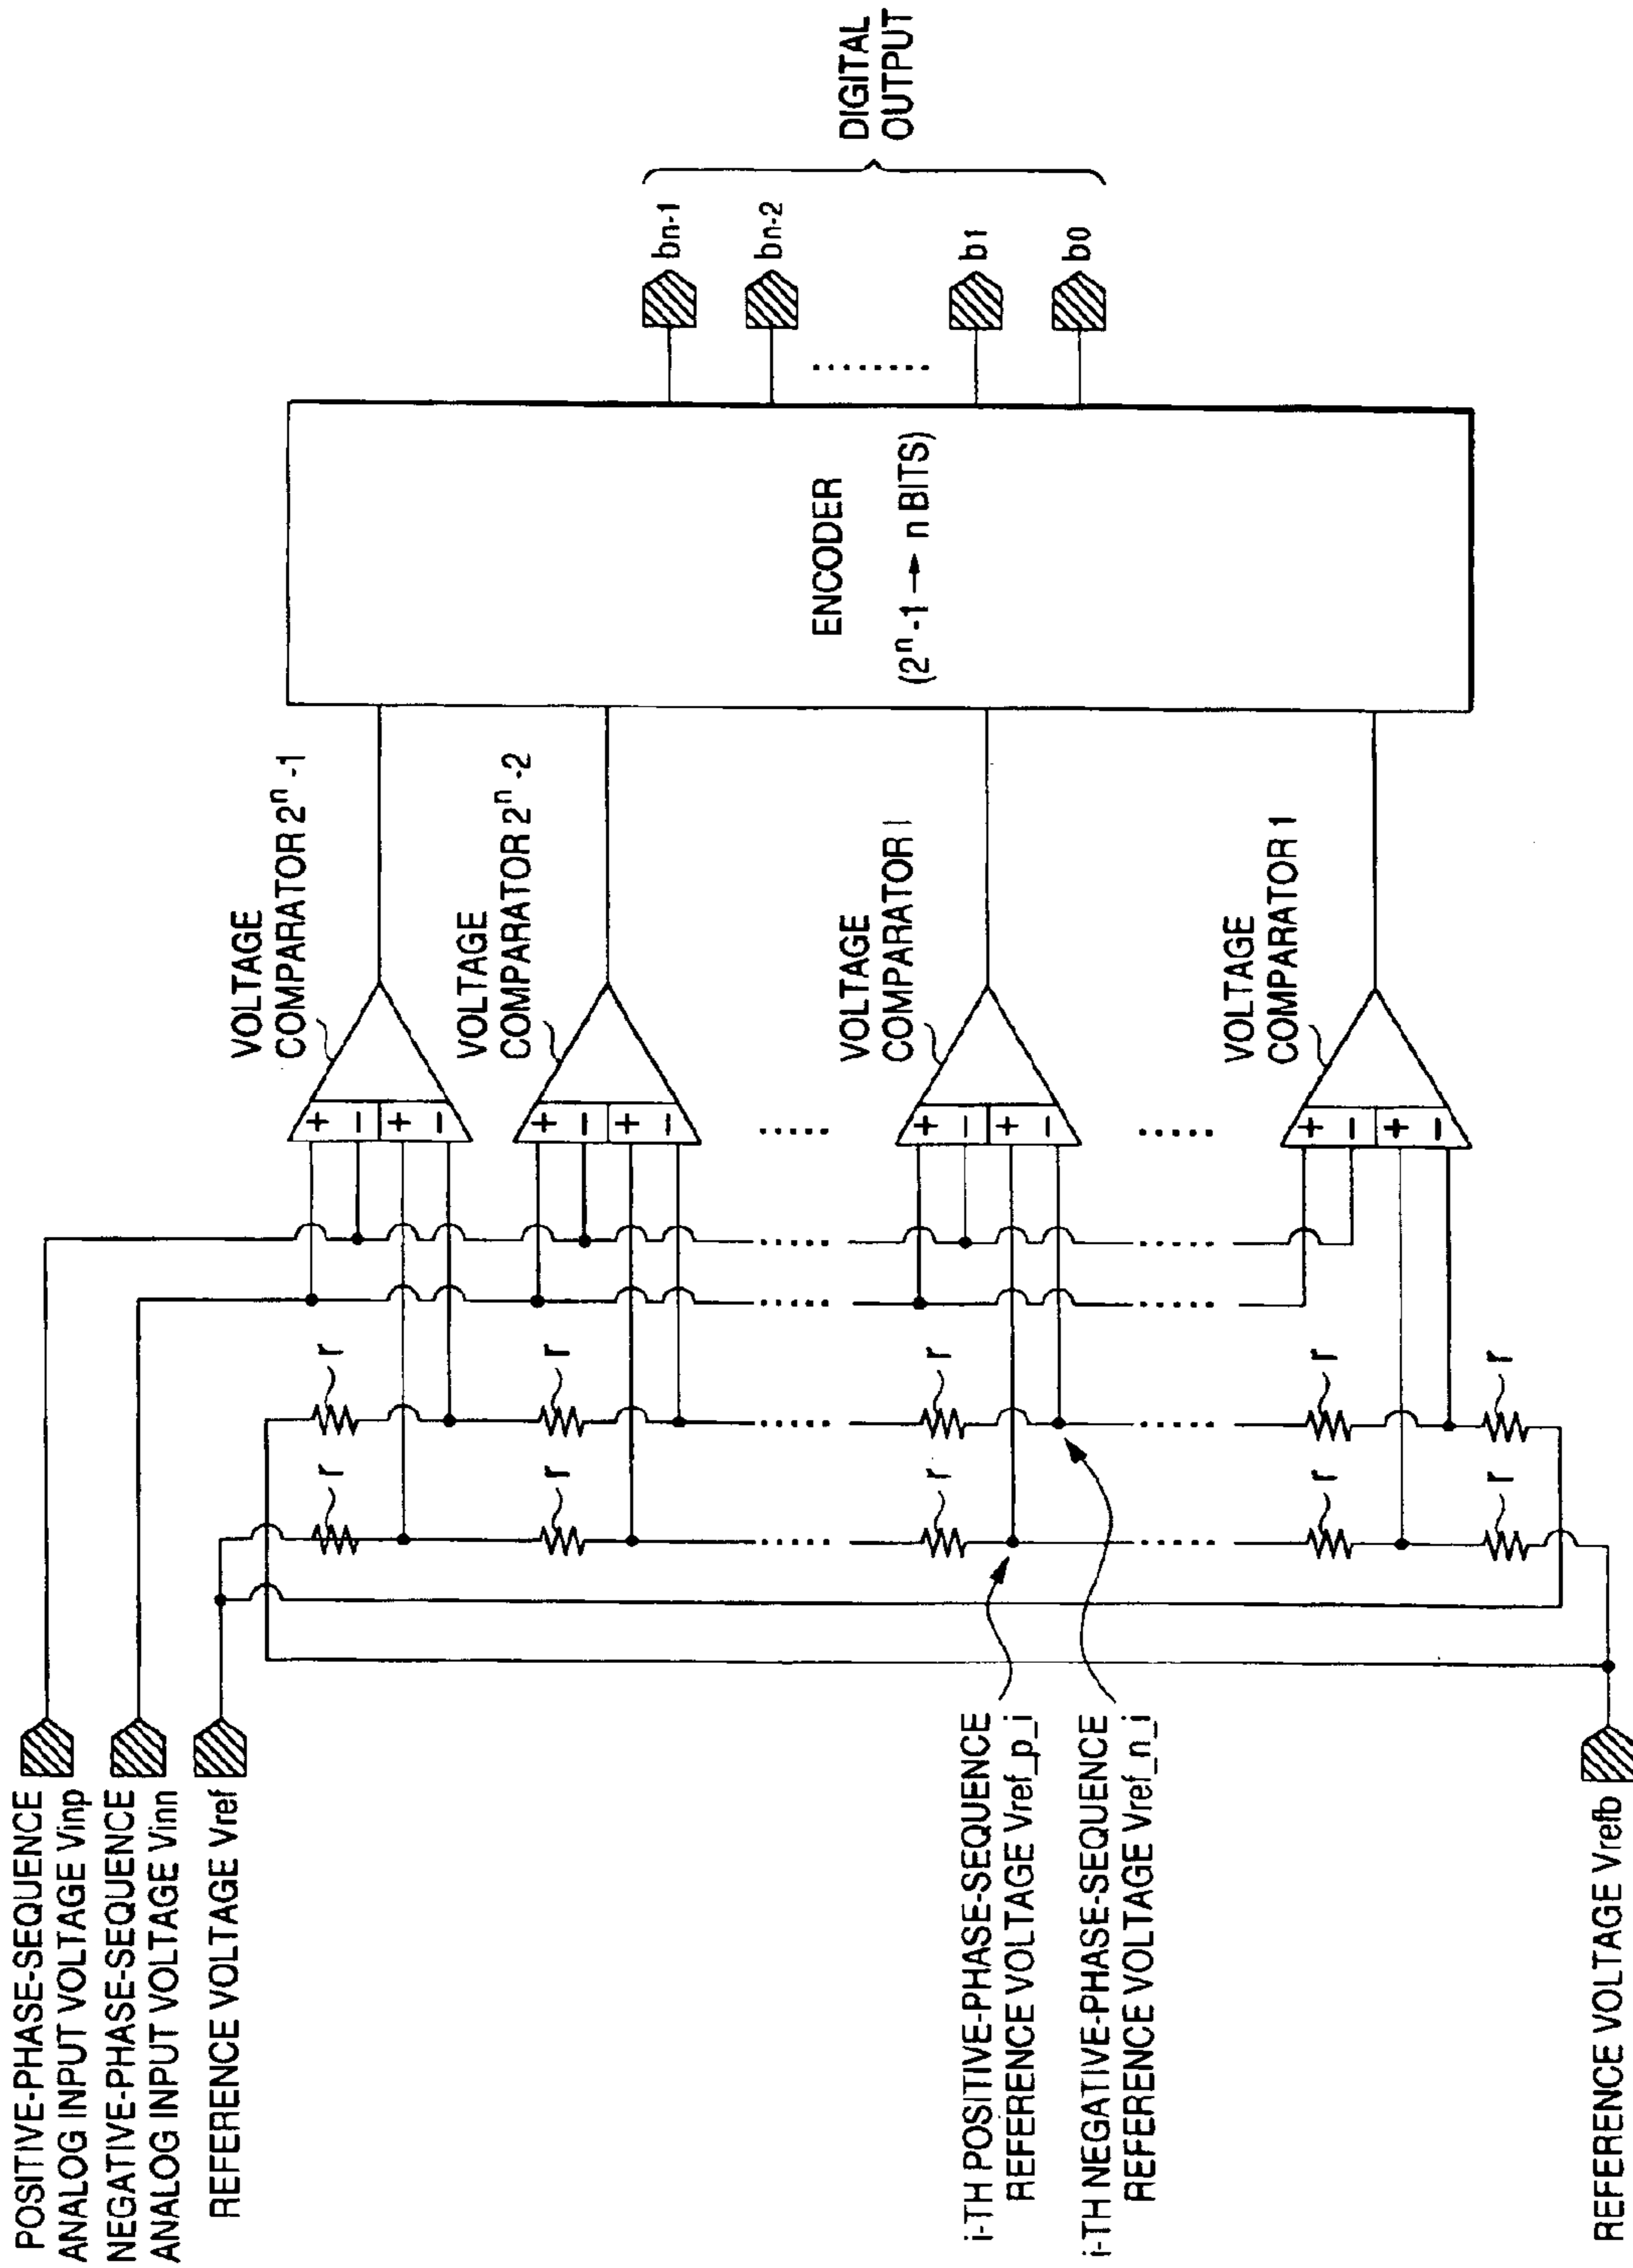 POSITIVE-PHASE-SEQUENCE
ANALOG INPUT VOLTAGE Vinp
NEGATIVE-PHASE-SEQUENCE
ANALOG INPUT VOLTAGE Vinn
REFERENCE VOLTAGE Vref
VOLTAGE
COMPARATOR 2ⁿ-1
VOLTAGE
COMPARATOR 2ⁿ-2
VOLTAGE
COMPARATOR i
VOLTAGE
COMPARATOR 1
+
−
+
−
+
−
+
−
+
−
+
−
+
−
+
−
r
r
r
r
r
r
r
r
r
r
i-TH POSITIVE-PHASE-SEQUENCE
REFERENCE VOLTAGE Vref_p_i
i-TH NEGATIVE-PHASE-SEQUENCE
REFERENCE VOLTAGE Vref_n_i
REFERENCE VOLTAGE Vrefb
ENCODER
(2ⁿ-1 → n BITS)
bn-1
bn-2
b1
b0
DIGITAL
OUTPUT